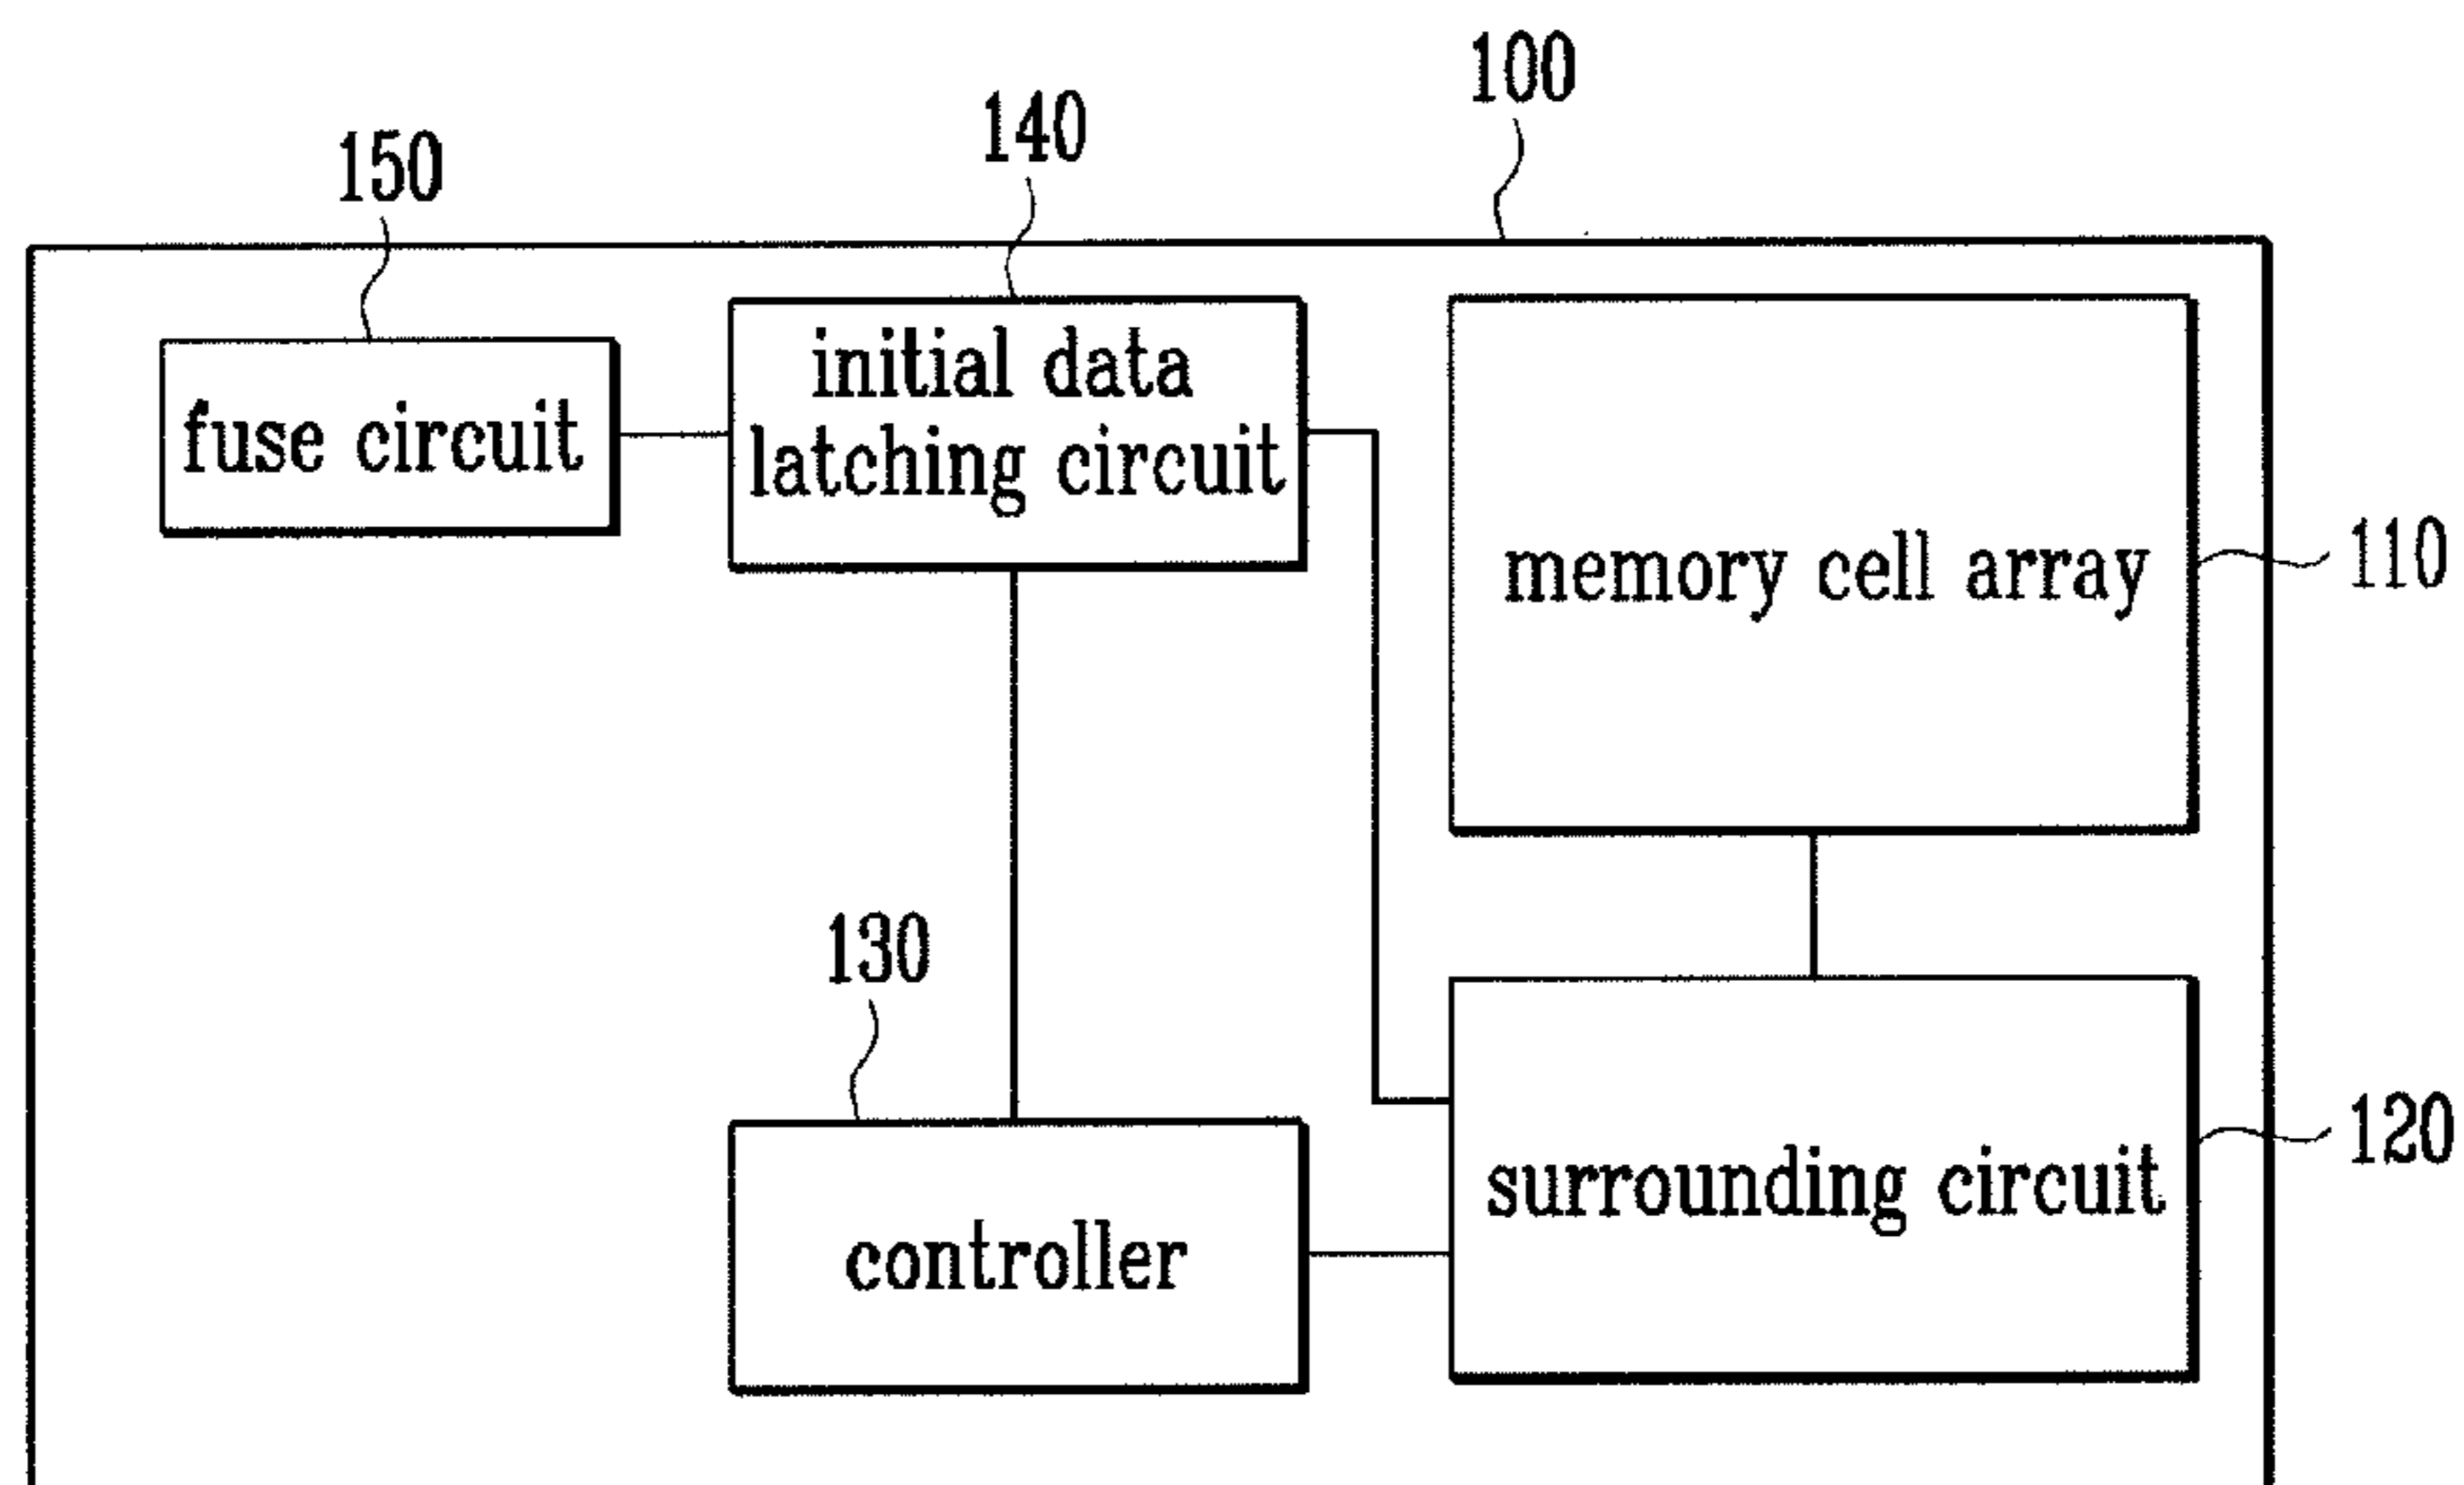 100
140
150
initial data
latching circuit
fuse circuit
memory cell array
110
130
120
surrounding circuit
controller